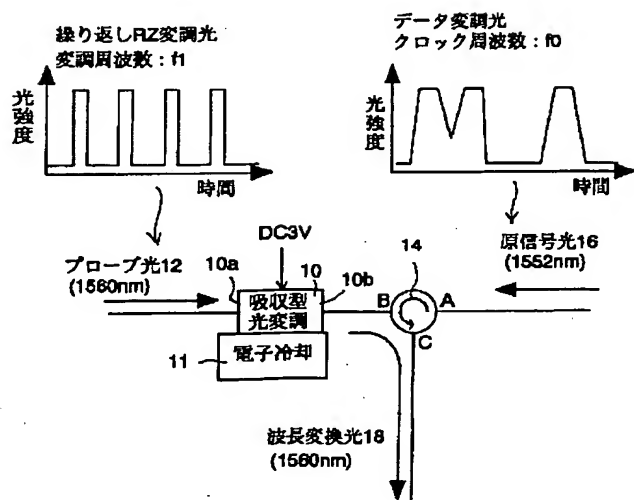 繰り返しRZ変調光
変調周波数:f1
光強度
時間
データ変調光
クロック周波数:f0
光強度
時間
プローブ光12
(1560nm)
DC3V
10a
10
10b
吸収型
光変調
電子冷却
11
14
B
A
C
原信号光16
(1552nm)
波長変換光18
(1560nm)